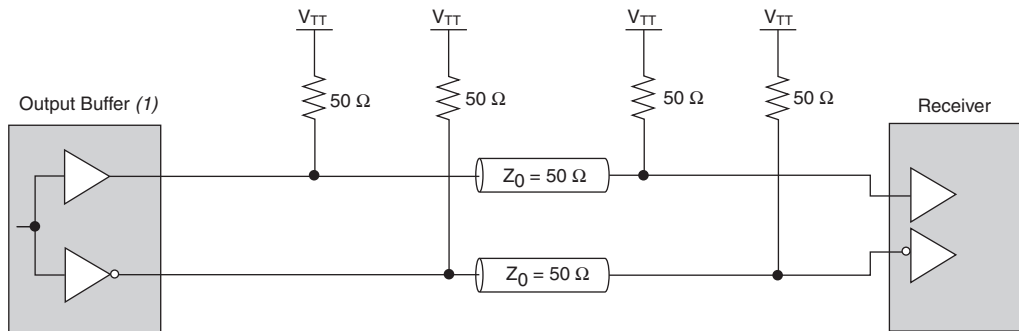 V_TT V_TT V_TT V_TT
50 Ω 50 Ω 50 Ω 50 Ω
Output Buffer (1)
Receiver
Z_0 = 50 Ω
Z_0 = 50 Ω